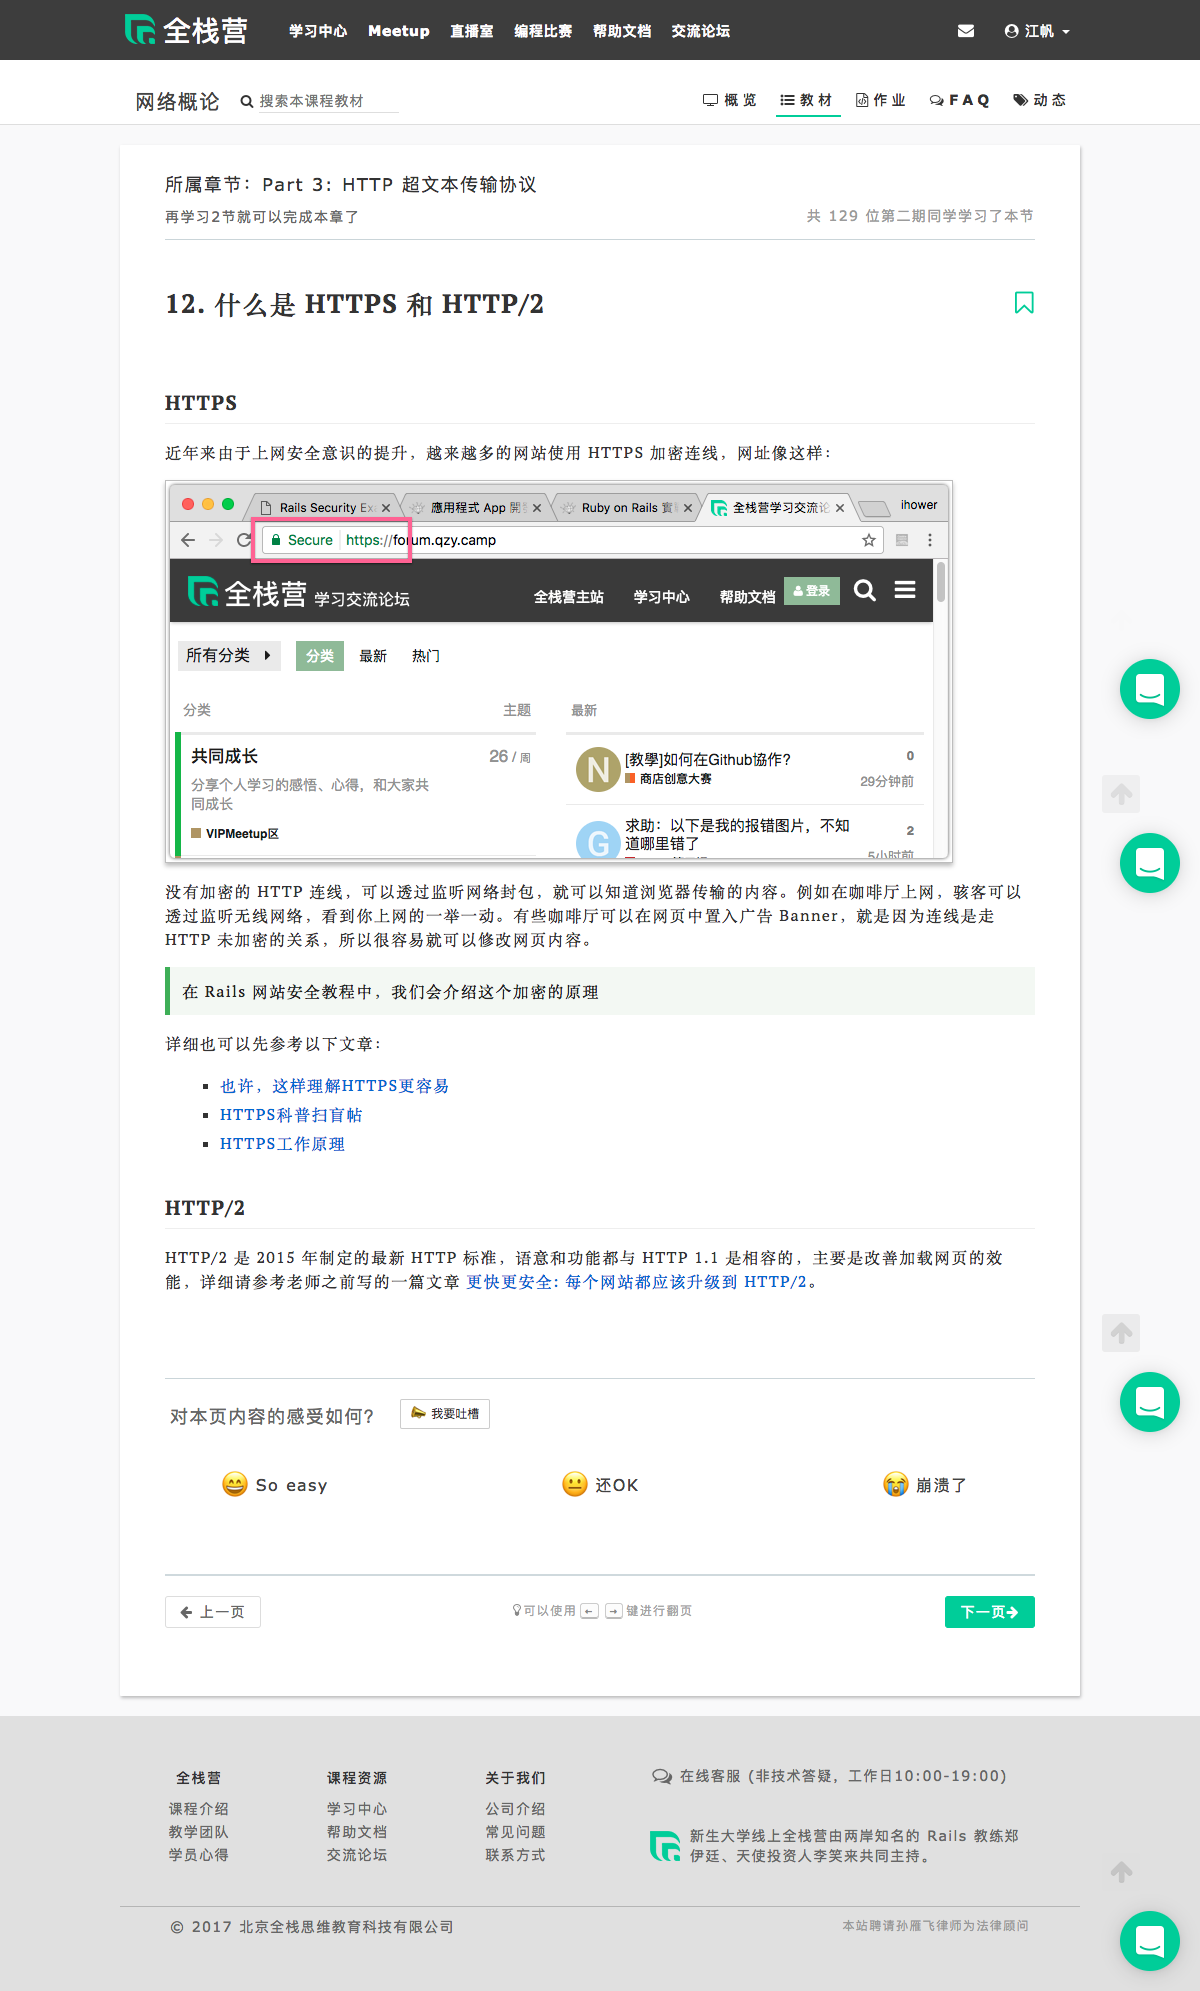 全栈营 学习中心 Meetup 直播室 编程比赛 帮助文档 交流论坛 江帆
网络概论 搜索本课程教材 概览 教材 作业 FAQ 动态
所属章节：Part 3: HTTP 超文本传输协议
再学习2节就可以完成本章了 共 129 位第二期同学学习了本节
12. 什么是 HTTPS 和 HTTP/2
HTTPS
近年来由于上网安全意识的提升，越来越多的网站使用 HTTPS 加密连线，网址像这样：
Rails Security Ex 應用程式 App 開 Ruby on Rails 實 全栈营学习交流论 ihower
Secure https://forum.qzy.camp
全栈营 学习交流论坛 全栈营主站 学习中心 帮助文档 登录
所有分类 分类 最新 热门
分类 主题 最新
共同成长 26 / 周 N [教學]如何在Github協作? 0
分享个人学习的感悟、心得，和大家共 商店创意大赛 29分钟前
同成长
VIPMeetup区 G 求助：以下是我的报错图片，不知 2
道哪里错了 5小时前
没有加密的 HTTP 连线，可以透过监听网络封包，就可以知道浏览器传输的内容。例如在咖啡厅上网，骇客可以
透过监听无线网络，看到你上网的一举一动。有些咖啡厅可以在网页中置入广告 Banner，就是因为连线是走
HTTP 未加密的关系，所以很容易就可以修改网页内容。
在 Rails 网站安全教程中，我们会介绍这个加密的原理
详细也可以先参考以下文章：
也许，这样理解HTTPS更容易
HTTPS科普扫盲帖
HTTPS工作原理
HTTP/2
HTTP/2 是 2015 年制定的最新 HTTP 标准，语意和功能都与 HTTP 1.1 是相容的，主要是改善加载网页的效
能，详细请参考老师之前写的一篇文章 更快更安全: 每个网站都应该升级到 HTTP/2。
对本页内容的感受如何? 我要吐槽
So easy 还OK 崩溃了
上一页 可以使用 ← → 键进行翻页 下一页
全栈营 课程资源 关于我们 在线客服 (非技术答疑，工作日10:00-19:00)
课程介绍 学习中心 公司介绍
教学团队 帮助文档 常见问题 新生大学线上全栈营由两岸知名的 Rails 教练郑
学员心得 交流论坛 联系方式 伊廷、天使投资人李笑来共同主持。
© 2017 北京全栈思维教育科技有限公司 本站聘请孙雁飞律师为法律顾问